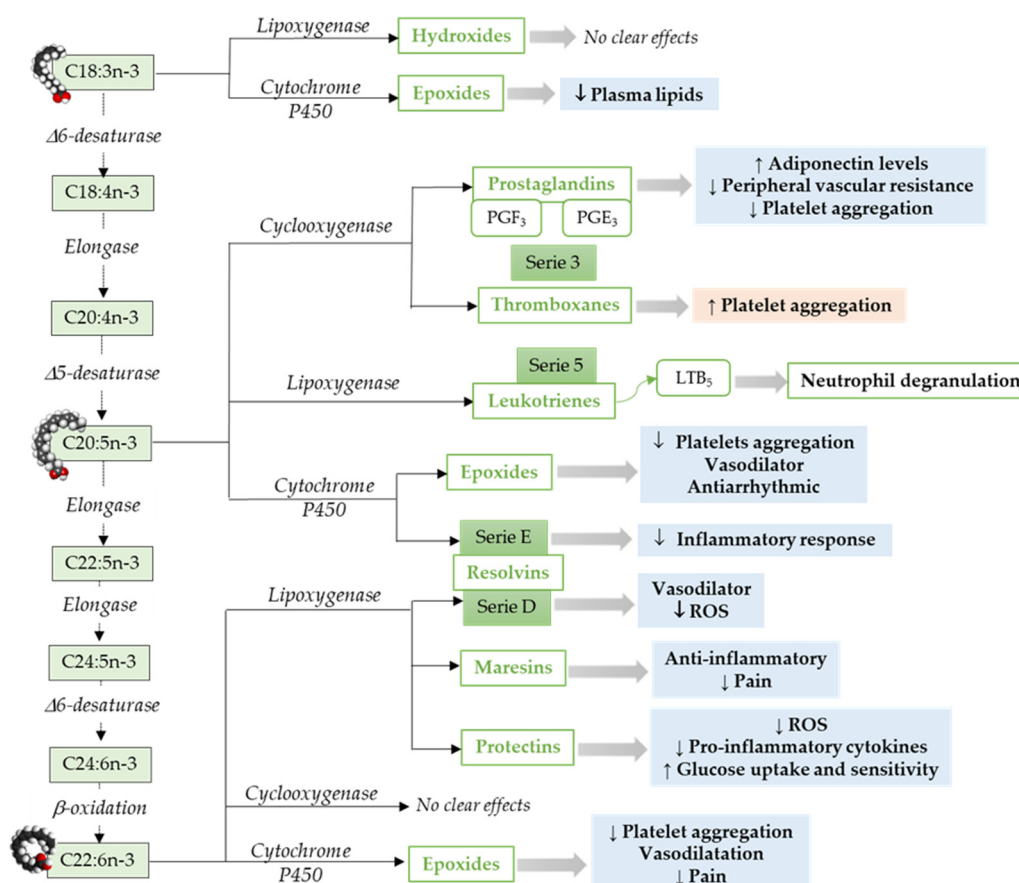 Lipoxygenase
Hydroxides
No clear effects
C18:3n-3
Cytochrome
P450
Epoxides
↓ Plasma lipids
Δ6-desaturase
C18:4n-3
Elongase
C20:4n-3
Δ5-desaturase
C20:5n-3
Cyclooxygenase
Prostaglandins
PGF₃
PGE₃
↑ Adiponectin levels
↓ Peripheral vascular resistance
↓ Platelet aggregation
Serie 3
Thromboxanes
↑ Platelet aggregation
Lipoxygenase
Serie 5
Leukotrienes
LTB₅
Neutrophil degranulation
Cytochrome
P450
Epoxides
↓ Platelets aggregation
Vasodilator
Antiarrhythmic
Serie E
↓ Inflammatory response
Resolvins
Elongase
C22:5n-3
Elongase
C24:5n-3
Δ6-desaturase
C24:6n-3
β-oxidation
C22:6n-3
Lipoxygenase
Serie D
Vasodilator
↓ ROS
Maresins
Anti-inflammatory
↓ Pain
Protectins
↓ ROS
↓ Pro-inflammatory cytokines
↑ Glucose uptake and sensitivity
Cyclooxygenase
No clear effects
Cytochrome
P450
Epoxides
↓ Platelet aggregation
Vasodilatation
↓ Pain